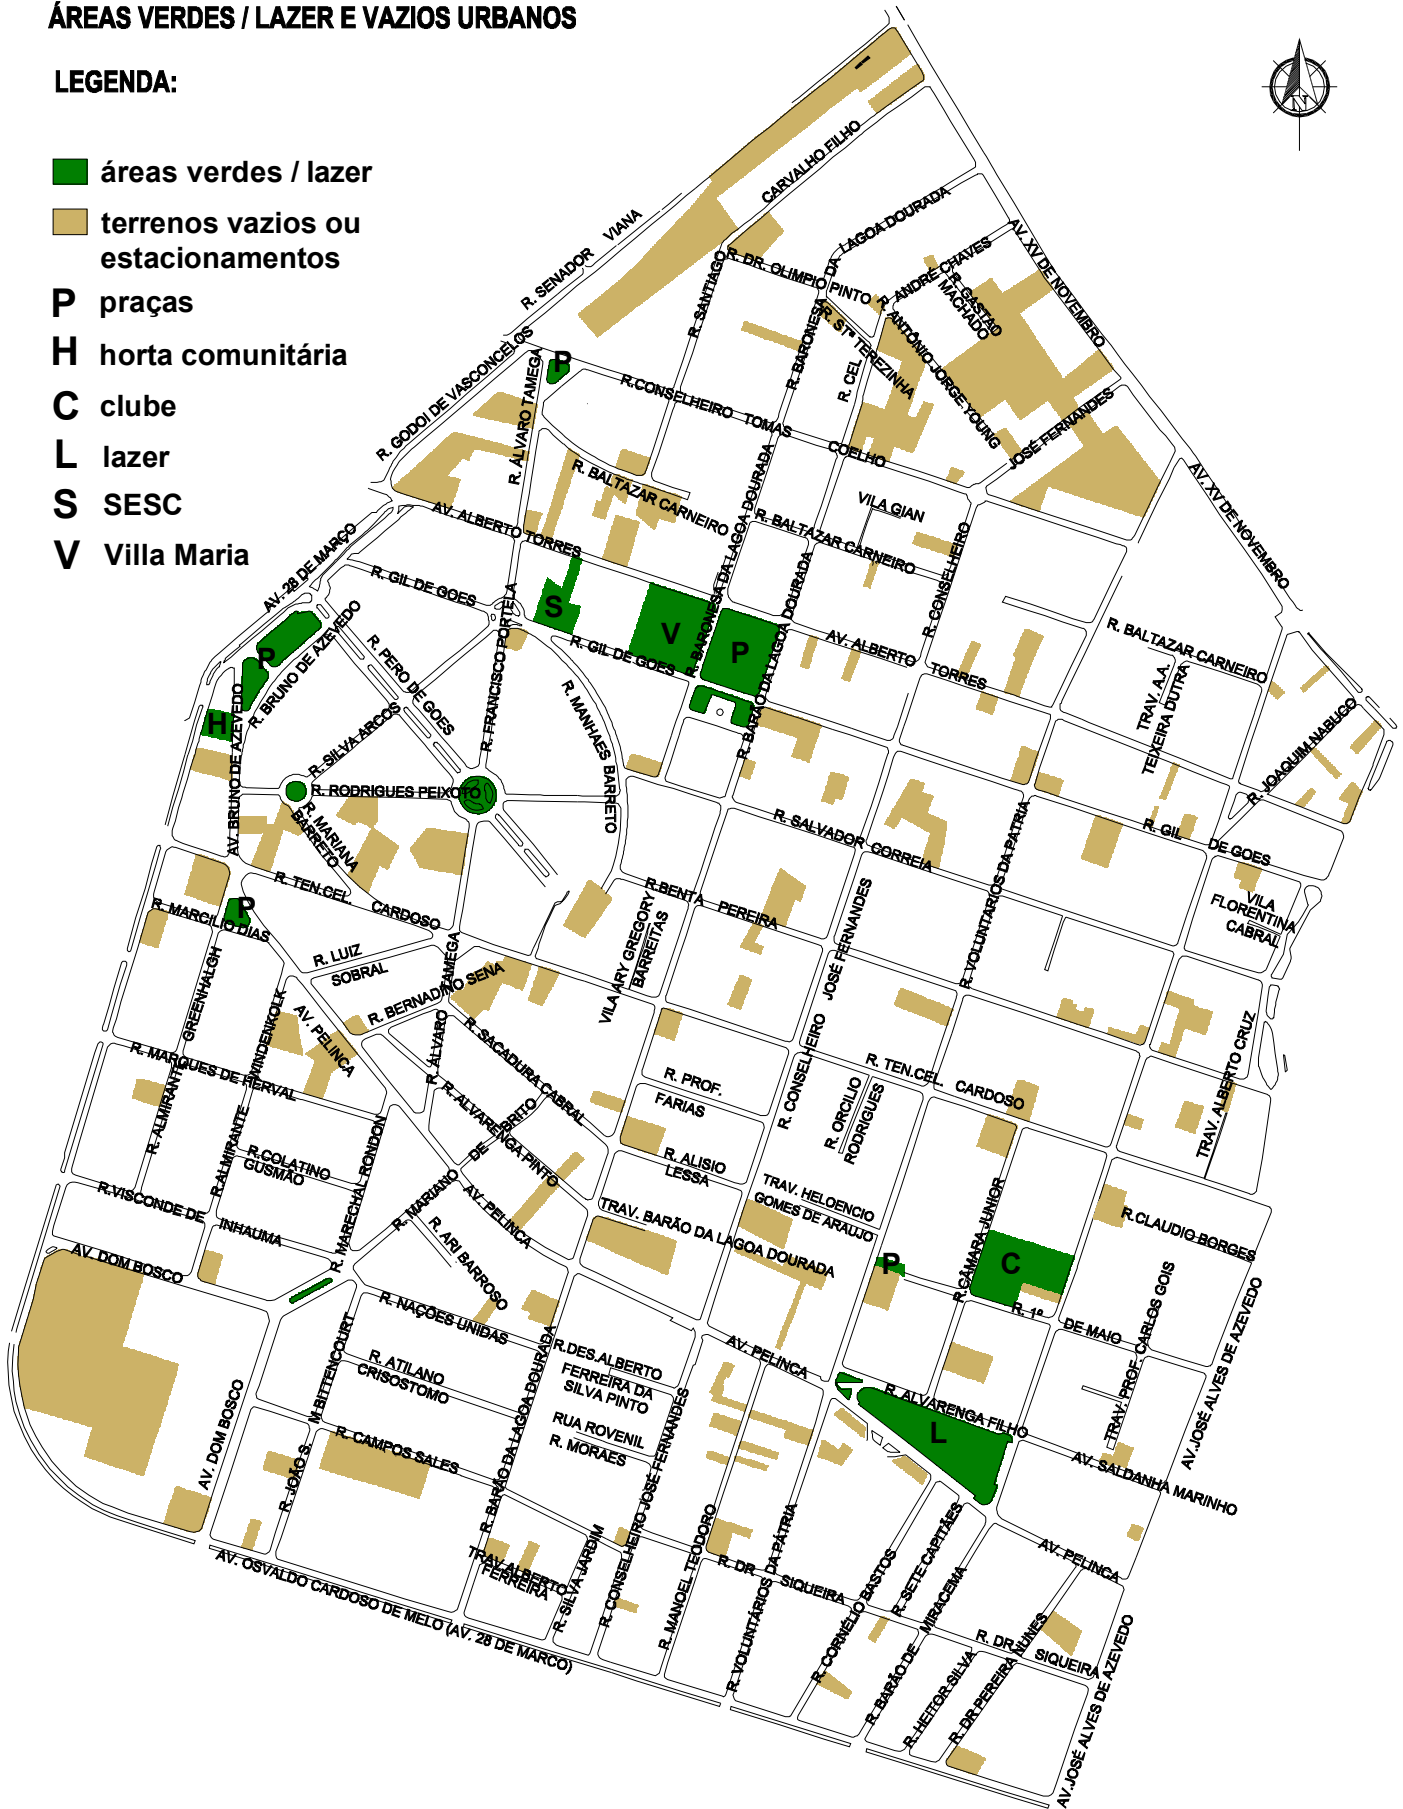 ÁREAS VERDES / LAZER E VAZIOS URBANOS
LEGENDA:
áreas verdes / lazer
terrenos vazios ou
estacionamentos
P praças
H horta comunitária
C clube
L lazer
S SESC
V Villa Maria
N
CARVALHO FILHO
R. SENADOR VIANA
LAGOA DOURADA
AV. XV DE NOVEMBRO
R. DR. OLIMPIO PINTO
R. ANDRÉ CHAVES
R. GASTAO
MACHADO
R. SANTIAGO
R. BARONESA DA
R. STª TEREZINHA
R. ANTÔNIO JORGE YOUNG
R. CEL
R. GODOI DE VASCONCELOS
P
R. ÁLVARO TAMEGA
R.CONSELHEIRO TOMAS COELHO
JOSÉ FERNANDES
AV. XV DE NOVEMBRO
R. BALTAZAR CARNEIRO
R. BARONESA DA LAGOA DOURADA
VILA GIAN
R. BALTAZAR CARNEIRO
R. CONSELHEIRO
AV. ALBERTO TORRES
AV. 28 DE MARÇO
R. GIL DE GOES
S
V
P
R. GIL DE GOES
R. BARÃO DA LAGOA DOURADA
AV. ALBERTO TORRES
R. BALTAZAR CARNEIRO
TRAV. A.A.
TEIXEIRA DUTRA
R. JOAQUIM NABUCO
P
R. BRUNO DE AZEVEDO
R. PERO DE GOES
R. FRANCISCO PORTELA
R. MANHAES BARRETO
H
AV. BRUNO DE AZEVEDO
R. SILVA ARCOS
R. RODRIGUES PEIXOTO
R. MARIANA
BARRETO
R. SALVADOR CORREIA
R. VOLUNTARIOS DA PATRIA
R. GIL DE GOES
VILA
FLORENTINA
CABRAL
R. TEN.CEL. CARDOSO
R.BENTA PEREIRA
P
R. MARCILIO DIAS
R. LUIZ
SOBRAL
TAMEGA
R. BERNADINO SENA
VILA ARY GREGORY
BARREITAS
JOSÉ FERNANDES
GREENHALGH
WINDENKOLK
AV. PELINCA
R. ÁLVARO
R. SACADURA CABRAL
R. MARQUES DE HERVAL
R. ALMIRANTE
R.ALMIRANTE
R. ALVARENGA PINTO
R. PROF.
FARIAS
R. CONSELHEIRO
R. TEN.CEL. CARDOSO
R. ORCILIO
RODRIGUES
TRAV. ALBERTO CRUZ
R.COLATINO
GUSMÃO
R. MARECHAL RONDON
R. MARIANO DE BRITO
R. ALISIO
LESSA
TRAV. HELOENCIO
GOMES DE ARAUJO
R.VISCONDE DE INHAUMA
AV. PELINCA
TRAV. BARÃO DA LAGOA DOURADA
R.CÂMARA JUNIOR
R.CLAUDIO BORGES
AV. DOM BOSCO
R. ARI BARROSO
P
C
R. 1º DE MAIO
TRAV. PROF. CARLOS GOIS
AV.JOSÉ ALVES DE AZEVEDO
R. NAÇÕES UNIDAS
R.DES.ALBERTO
FERREIRA DA
SILVA PINTO
AV. PELINCA
R. ATILANO
CRISOSTOMO
M.BITTENCOURT
R. JOÃO S.
R. BARÃO DA LAGOA DOURADA
RUA ROVENIL
R. MORAES
R. ALVARENGA FILHO
L
AV. SALDANHA MARINHO
AV. DOM BOSCO
R. CAMPOS SALES
R. CONSELHEIRO JOSÉ FERNANDES
R. MANOEL TEODORO
R. VOLUNTÁRIOS DA PÁTRIA
AV. PELINCA
TRAV.ALBERTO
FERREIRA
R. SILVA JARDIM
R. DR SIQUEIRA
R. CORNÉLIO BASTOS
R. SETE CAPITÃES
R. BARÃO DE MIRACEMA
R. HEITOR SILVA
R. DR PEREIRA NUNES
R. DR SIQUEIRA
AV. OSVALDO CARDOSO DE MELO (AV. 28 DE MARCO)
AV.JOSÉ ALVES DE AZEVEDO